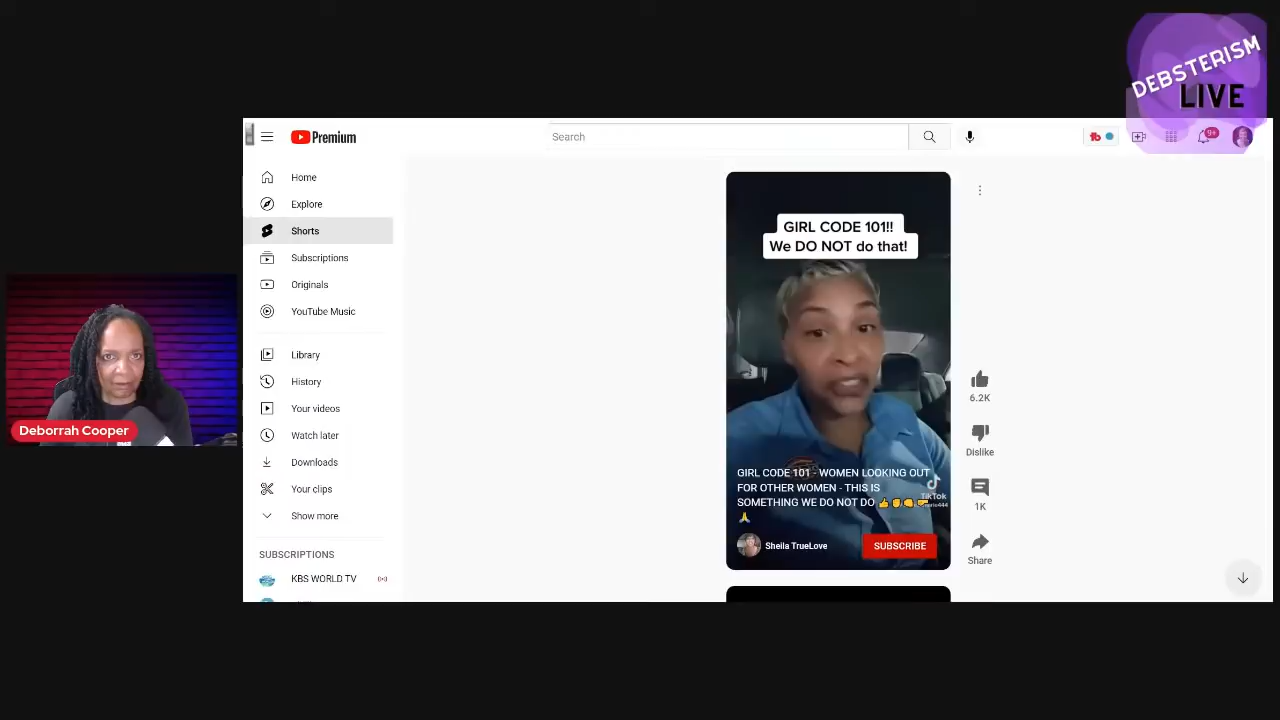 DEBSTERISM
LIVE
Premium
Search
9+
Home
Explore
Shorts
Subscriptions
Originals
YouTube Music
Library
History
Your videos
Watch later
Downloads
Your clips
Show more
SUBSCRIPTIONS
KBS WORLD TV
GIRL CODE 101!!
We DO NOT do that!
GIRL CODE 101 - WOMEN LOOKING OUT
FOR OTHER WOMEN - THIS IS
SOMETHING WE DO NOT DO 👍✊👊🤝
🙏
TikTok
Sheila TrueLove
SUBSCRIBE
6.2K
Dislike
1K
Share
Deborrah Cooper